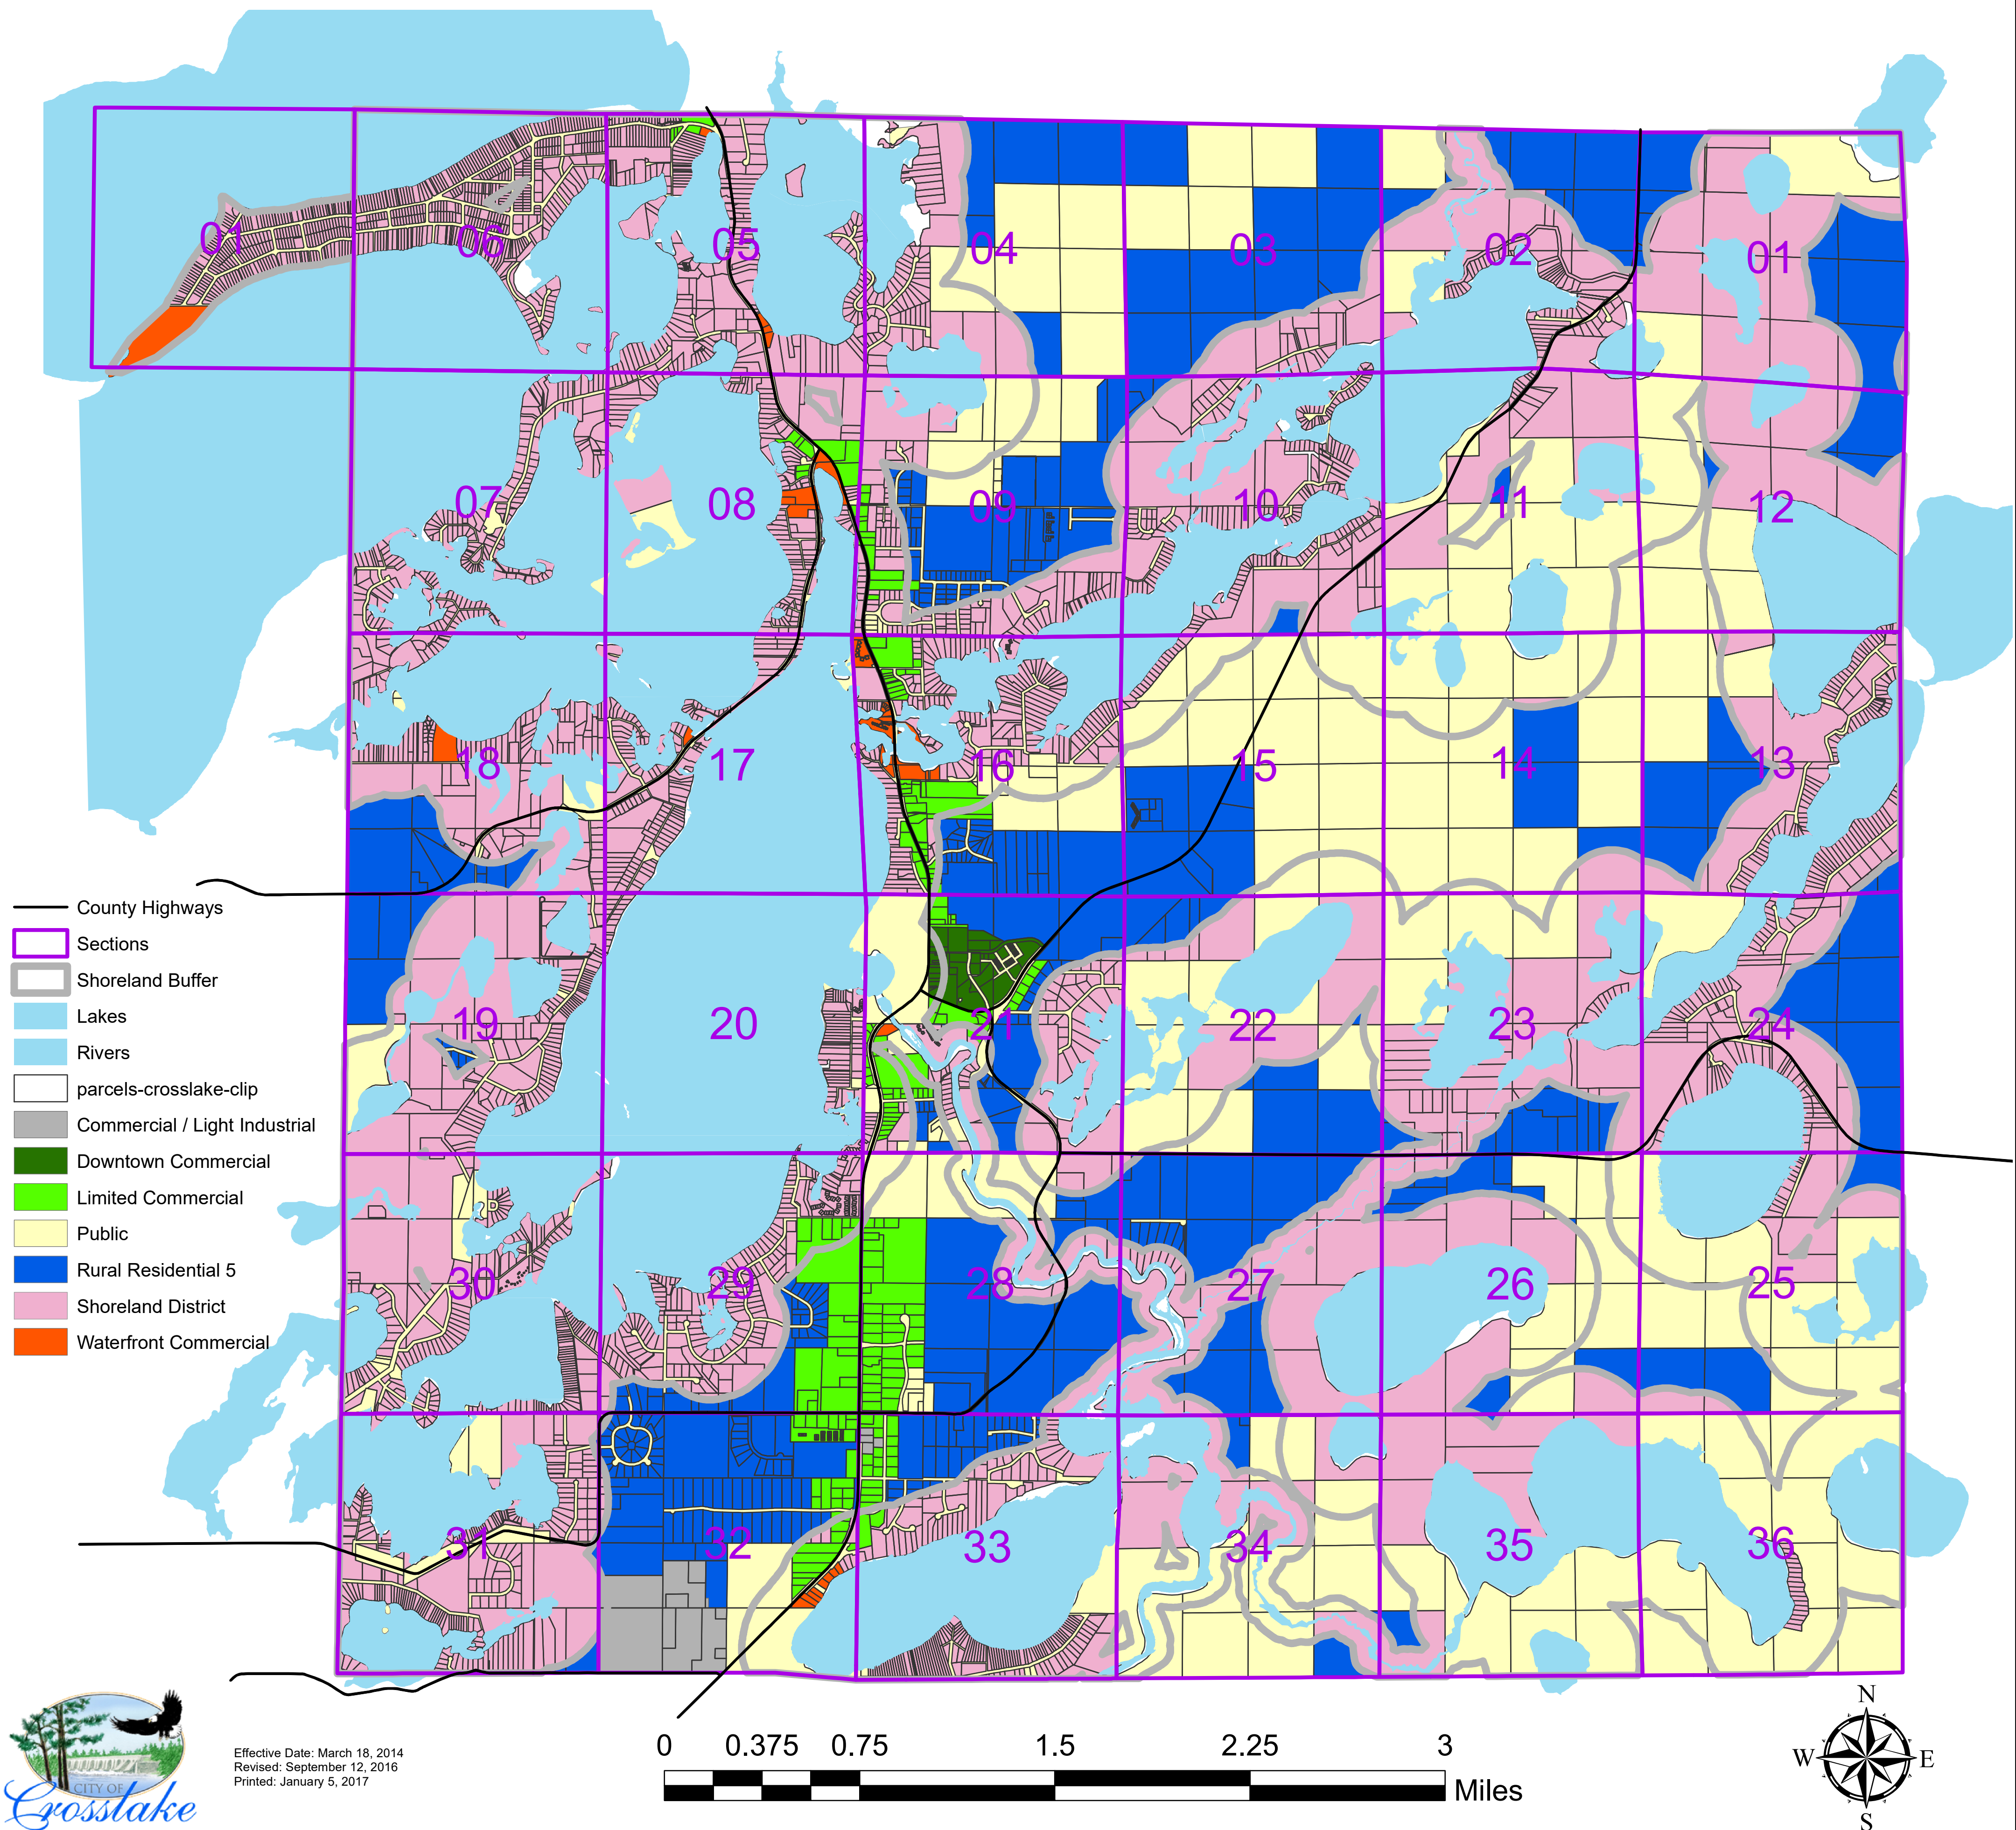 01
06
05
04
03
02
01
07
08
09
10
11
12
18
17
16
15
14
13
19
20
21
22
23
24
30
29
28
27
26
25
31
32
33
34
35
36
County Highways
Sections
Shoreland Buffer
Lakes
Rivers
parcels-crosslake-clip
Commercial / Light Industrial
Downtown Commercial
Limited Commercial
Public
Rural Residential 5
Shoreland District
Waterfront Commercial
CITY OF
Crosslake
Effective Date: March 18, 2014
Revised: September 12, 2016
Printed: January 5, 2017
0 0.375 0.75 1.5 2.25 3
Miles
N
W E
S